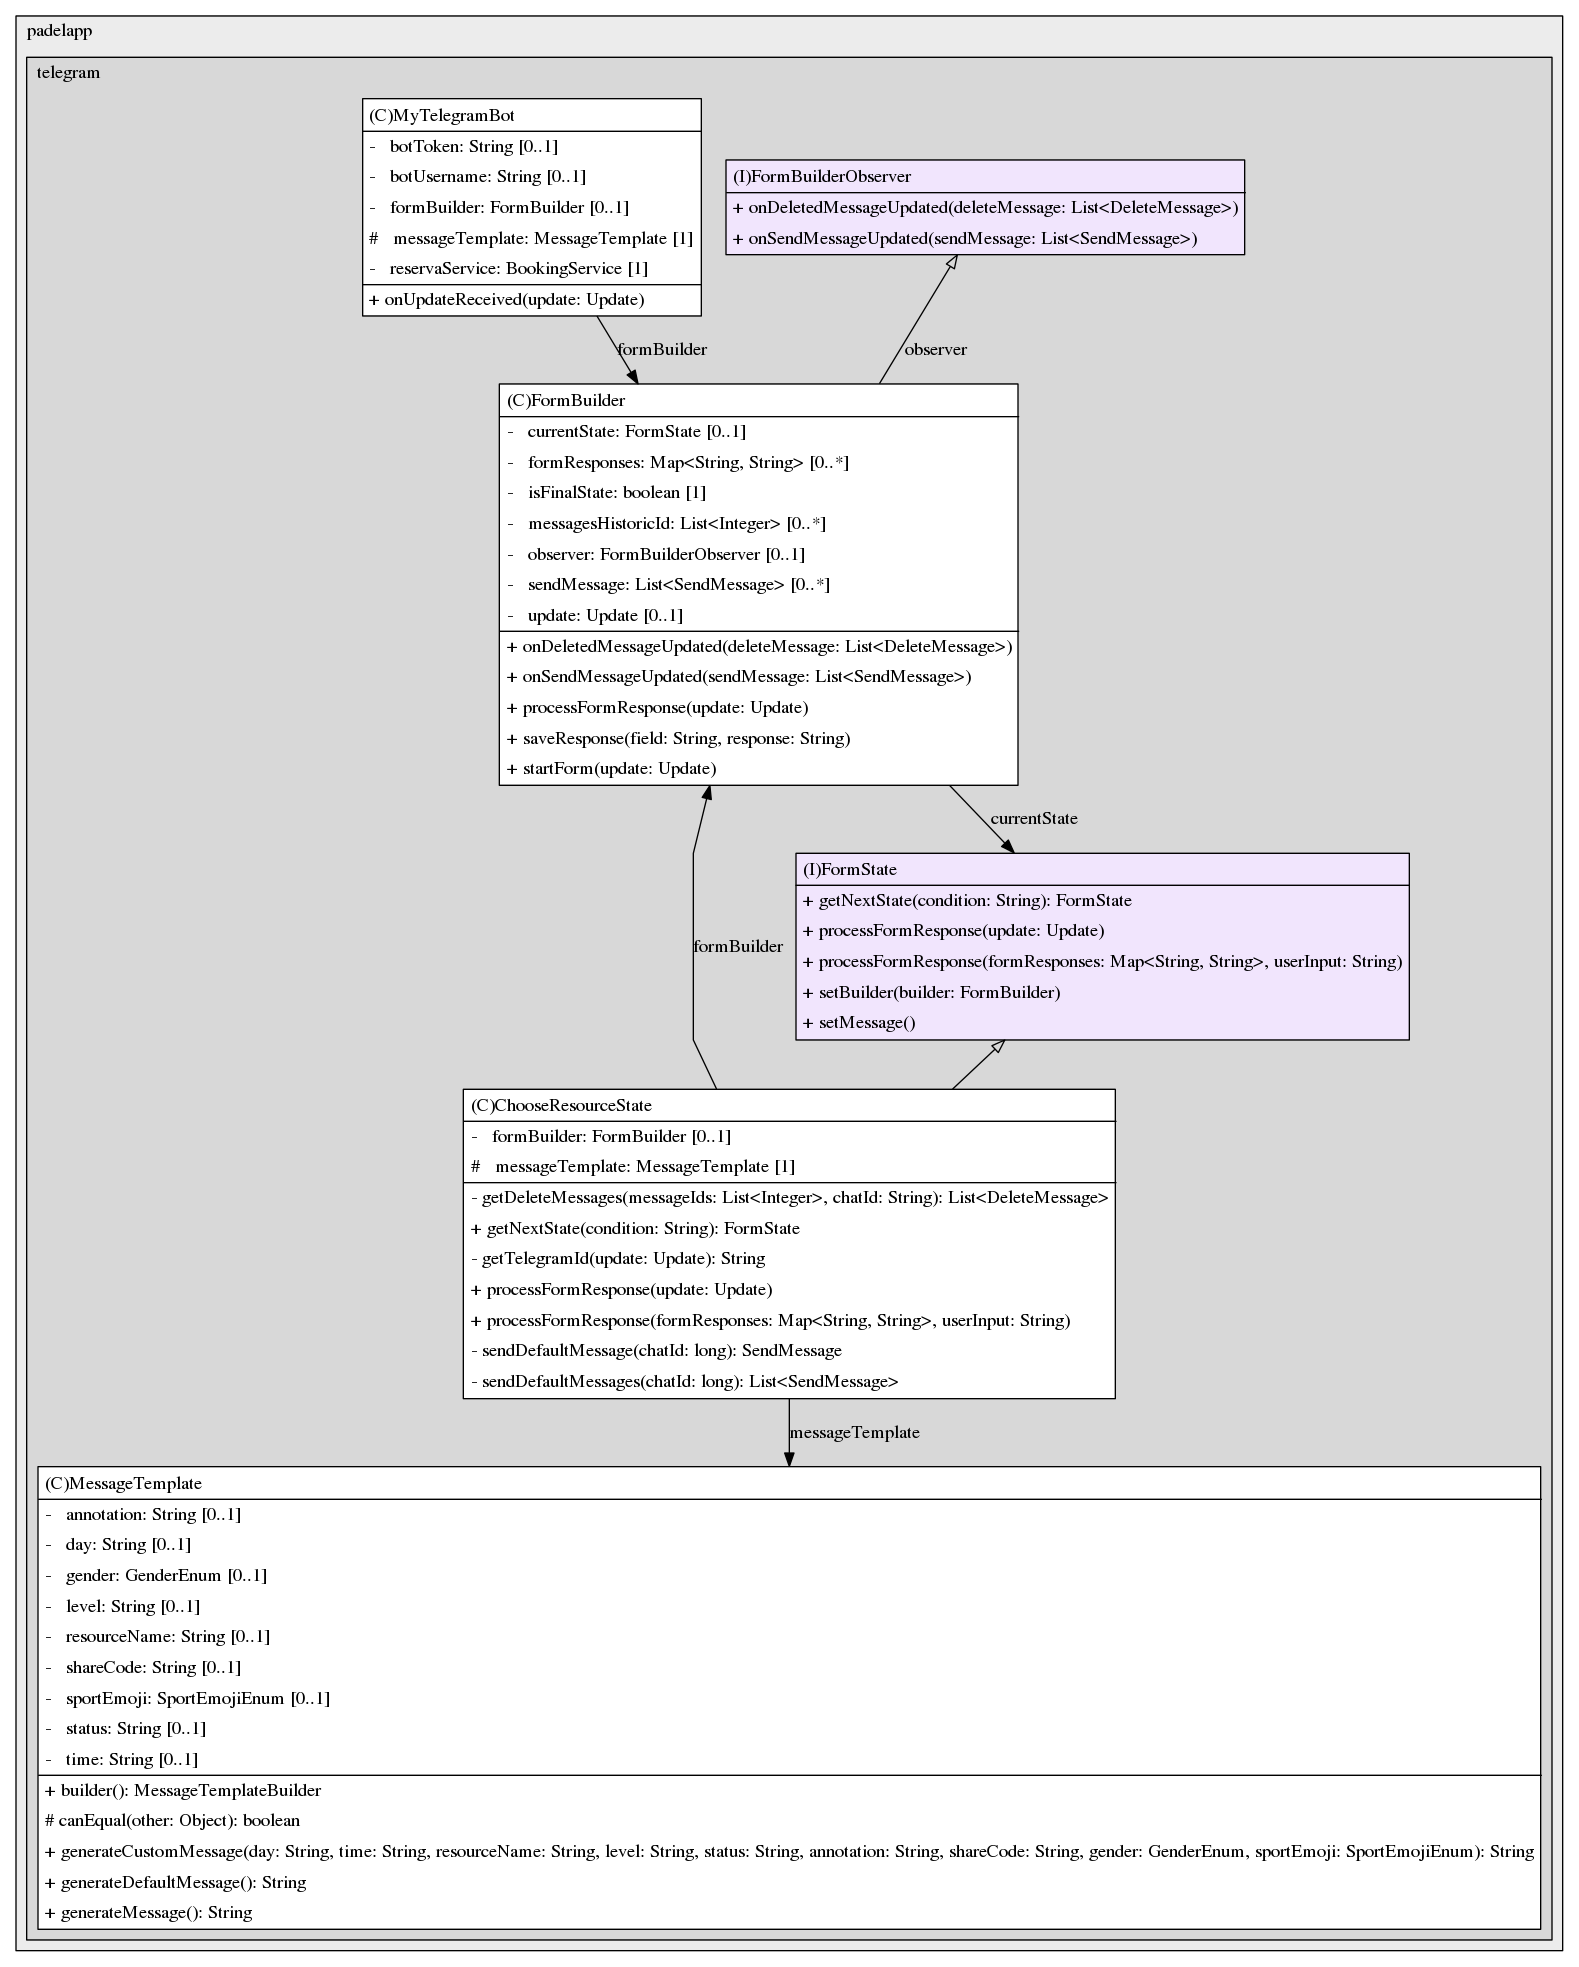 padelapp
telegram
(C)MyTelegramBot
- botToken: String [0..1]
- botUsername: String [0..1]
- formBuilder: FormBuilder [0..1]
# messageTemplate: MessageTemplate [1]
- reservaService: BookingService [1]
+ onUpdateReceived(update: Update)
(I)FormBuilderObserver
+ onDeletedMessageUpdated(deleteMessage: List<DeleteMessage>)
+ onSendMessageUpdated(sendMessage: List<SendMessage>)
formBuilder
observer
(C)FormBuilder
- currentState: FormState [0..1]
- formResponses: Map<String, String> [0..*]
- isFinalState: boolean [1]
- messagesHistoricId: List<Integer> [0..*]
- observer: FormBuilderObserver [0..1]
- sendMessage: List<SendMessage> [0..*]
- update: Update [0..1]
+ onDeletedMessageUpdated(deleteMessage: List<DeleteMessage>)
+ onSendMessageUpdated(sendMessage: List<SendMessage>)
+ processFormResponse(update: Update)
+ saveResponse(field: String, response: String)
+ startForm(update: Update)
currentState
(I)FormState
+ getNextState(condition: String): FormState
+ processFormResponse(update: Update)
+ processFormResponse(formResponses: Map<String, String>, userInput: String)
+ setBuilder(builder: FormBuilder)
+ setMessage()
formBuilder
(C)ChooseResourceState
- formBuilder: FormBuilder [0..1]
# messageTemplate: MessageTemplate [1]
- getDeleteMessages(messageIds: List<Integer>, chatId: String): List<DeleteMessage>
+ getNextState(condition: String): FormState
- getTelegramId(update: Update): String
+ processFormResponse(update: Update)
+ processFormResponse(formResponses: Map<String, String>, userInput: String)
- sendDefaultMessage(chatId: long): SendMessage
- sendDefaultMessages(chatId: long): List<SendMessage>
messageTemplate
(C)MessageTemplate
- annotation: String [0..1]
- day: String [0..1]
- gender: GenderEnum [0..1]
- level: String [0..1]
- resourceName: String [0..1]
- shareCode: String [0..1]
- sportEmoji: SportEmojiEnum [0..1]
- status: String [0..1]
- time: String [0..1]
+ builder(): MessageTemplateBuilder
# canEqual(other: Object): boolean
+ generateCustomMessage(day: String, time: String, resourceName: String, level: String, status: String, annotation: String, shareCode: String, gender: GenderEnum, sportEmoji: SportEmojiEnum): String
+ generateDefaultMessage(): String
+ generateMessage(): String